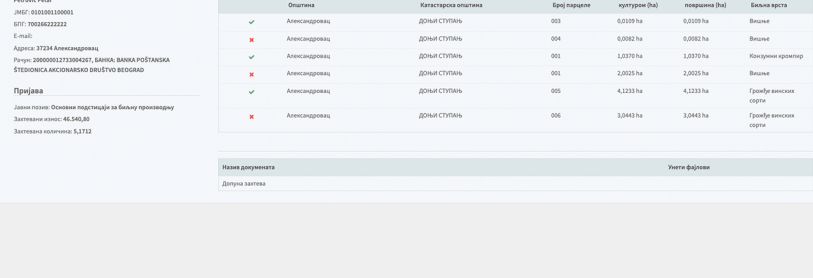 Petrović Petar
ЈМБГ: 0101001100001
БПГ: 700266222222
E-mail:
Адреса: 37234 Александровац
Рачун: 200000012733004267, БАНКА: BANKA POŠTANSKA
ŠTEDIONICA AKCIONARSKO DRUŠTVO BEOGRAD
Пријава
Јавни позив: Основни подстицаји за биљну производњу
Захтевани износ: 46.540,80
Захтевана количина: 5,1712
Општина Катастарска општина Број парцеле културом (ha) површина (ha) Биљна врста
Александровац ДОЊИ СТУПАЊ 003 0,0109 ha 0,0109 ha Вишње
Александровац ДОЊИ СТУПАЊ 004 0,0082 ha 0,0082 ha Вишње
Александровац ДОЊИ СТУПАЊ 001 1,0370 ha 1,0370 ha Конзумни кромпир
Александровац ДОЊИ СТУПАЊ 001 2,0025 ha 2,0025 ha Вишње
Александровац ДОЊИ СТУПАЊ 005 4,1233 ha 4,1233 ha Грожђе винских
сорти
Александровац ДОЊИ СТУПАЊ 006 3,0443 ha 3,0443 ha Грожђе винских
сорти
Назив документа Унети фајлови
Допуна захтева